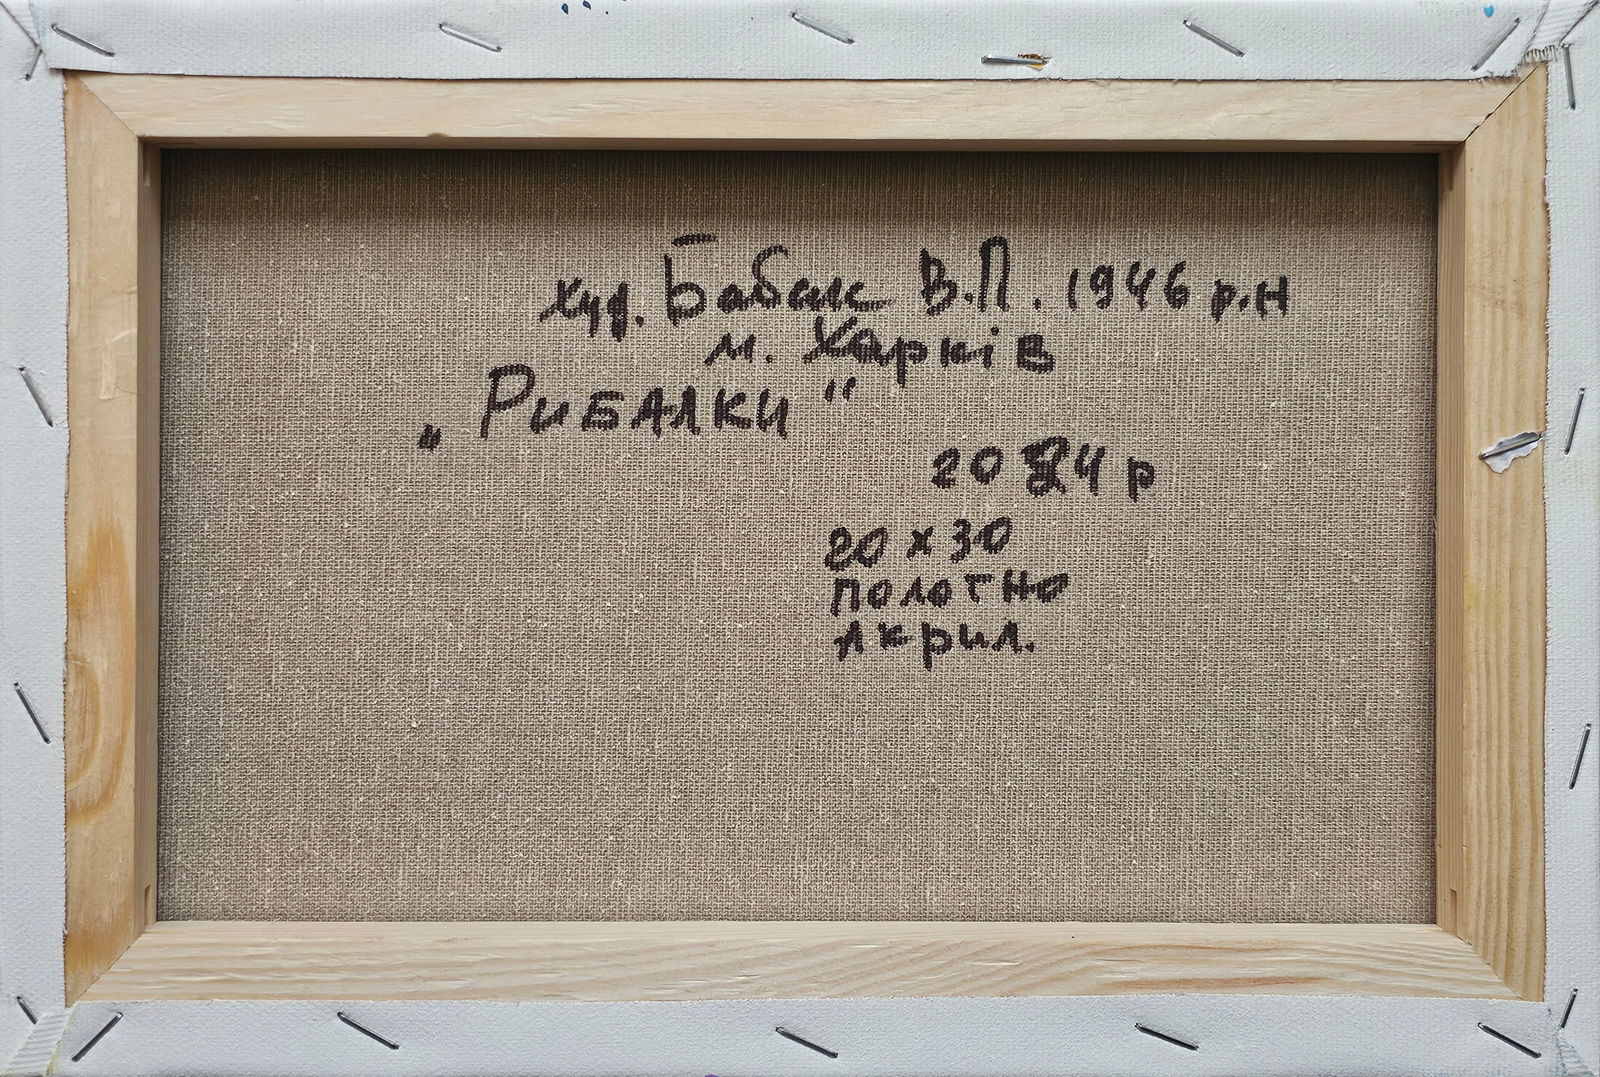 худ. Бабак В.П. 1946 р.н
м. Харків
„Рибалки"
2024 р
20 х 30
полотно
Акрил.